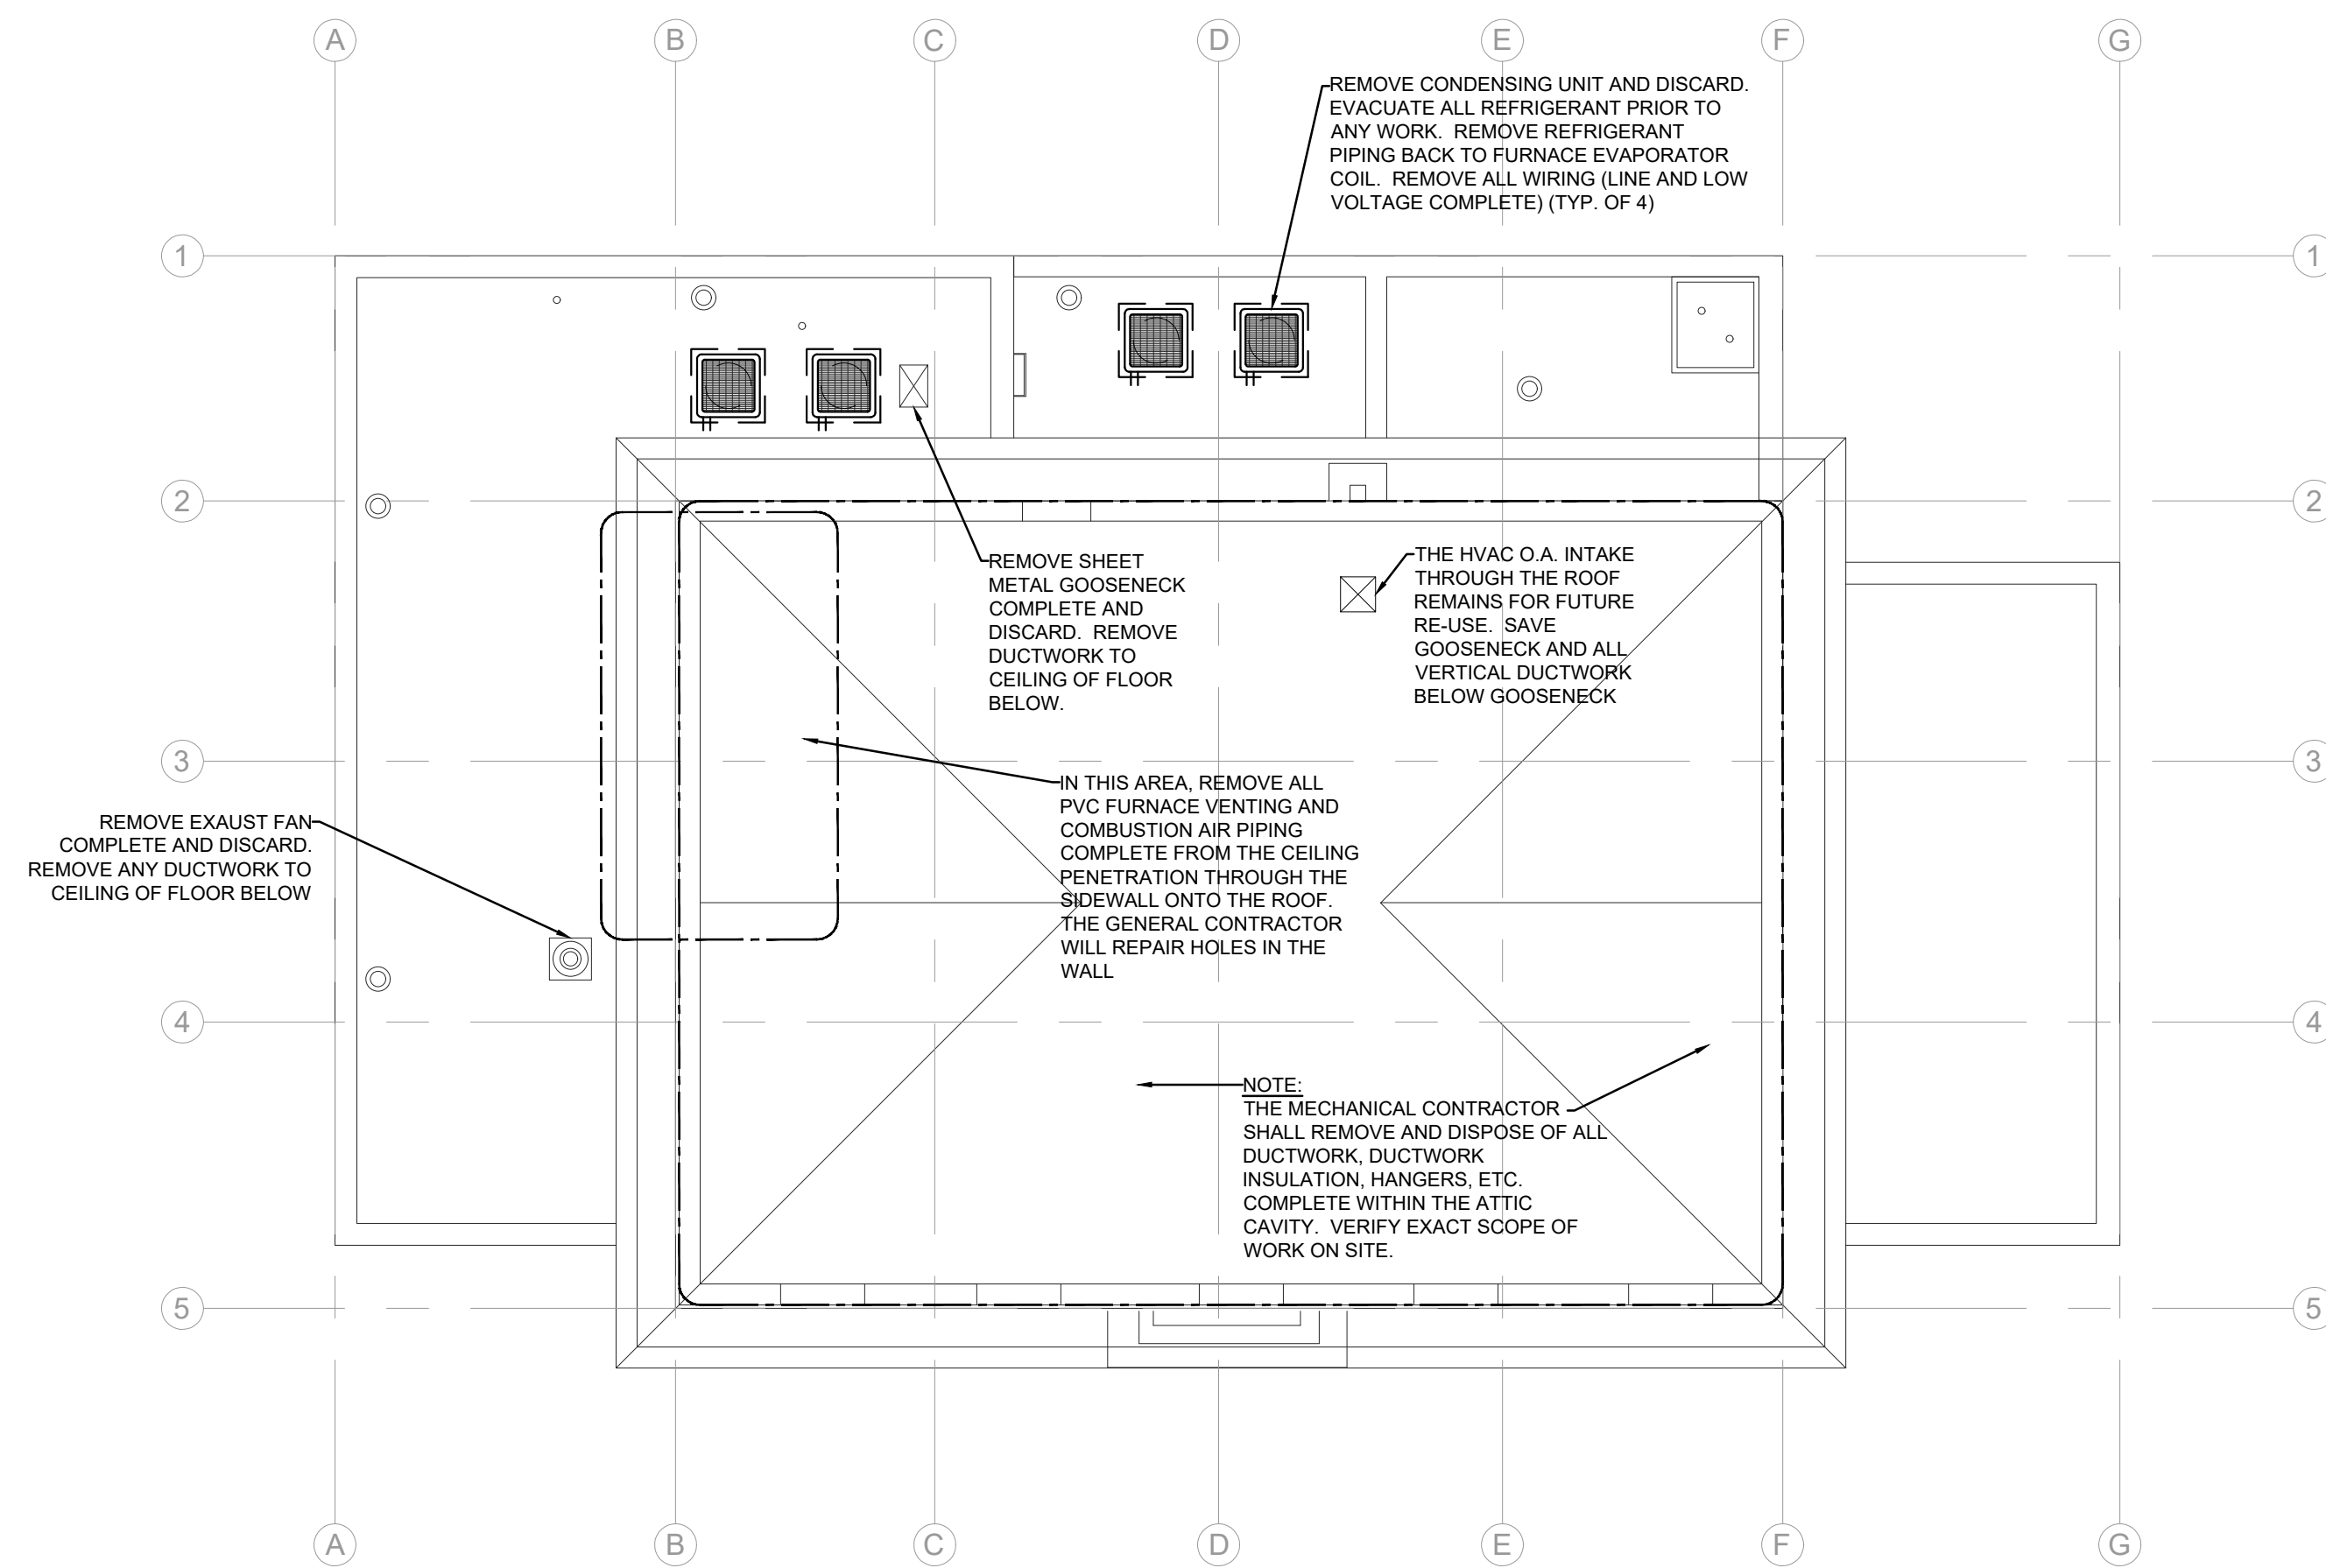 A
B
C
D
E
F
G
REMOVE CONDENSING UNIT AND DISCARD.
EVACUATE ALL REFRIGERANT PRIOR TO
ANY WORK. REMOVE REFRIGERANT
PIPING BACK TO FURNACE EVAPORATOR
COIL. REMOVE ALL WIRING (LINE AND LOW
VOLTAGE COMPLETE) (TYP. OF 4)
1
1
2
2
REMOVE SHEET
METAL GOOSENECK
COMPLETE AND
DISCARD. REMOVE
DUCTWORK TO
CEILING OF FLOOR
BELOW.
THE HVAC O.A. INTAKE
THROUGH THE ROOF
REMAINS FOR FUTURE
RE-USE. SAVE
GOOSENECK AND ALL
VERTICAL DUCTWORK
BELOW GOOSENECK
3
3
IN THIS AREA, REMOVE ALL
PVC FURNACE VENTING AND
COMBUSTION AIR PIPING
COMPLETE FROM THE CEILING
PENETRATION THROUGH THE
SIDEWALL ONTO THE ROOF.
THE GENERAL CONTRACTOR
WILL REPAIR HOLES IN THE
WALL
REMOVE EXAUST FAN
COMPLETE AND DISCARD.
REMOVE ANY DUCTWORK TO
CEILING OF FLOOR BELOW
4
4
NOTE:
THE MECHANICAL CONTRACTOR
SHALL REMOVE AND DISPOSE OF ALL
DUCTWORK, DUCTWORK
INSULATION, HANGERS, ETC.
COMPLETE WITHIN THE ATTIC
CAVITY. VERIFY EXACT SCOPE OF
WORK ON SITE.
5
5
A
B
C
D
E
F
G